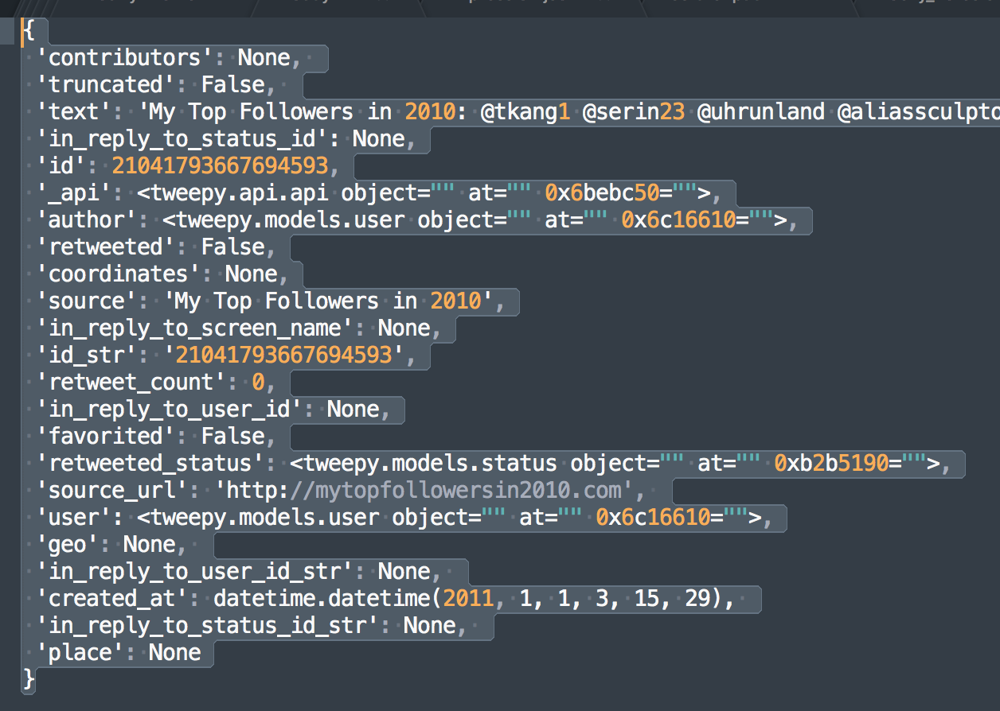 {
'contributors': None,
'truncated': False,
'text': 'My Top Followers in 2010: @tkang1 @serin23 @uhrunland @aliassculpto
'in_reply_to_status_id': None,
'id': 21041793667694593,
'_api': <tweepy.api.api object="" at="" 0x6bebc50="">,
'author': <tweepy.models.user object="" at="" 0x6c16610="">,
'retweeted': False,
'coordinates': None,
'source': 'My Top Followers in 2010',
'in_reply_to_screen_name': None,
'id_str': '21041793667694593',
'retweet_count': 0,
'in_reply_to_user_id': None,
'favorited': False,
'retweeted_status': <tweepy.models.status object="" at="" 0xb2b5190="">,
'source_url': 'http://mytopfollowersin2010.com',
'user': <tweepy.models.user object="" at="" 0x6c16610="">,
'geo': None,
'in_reply_to_user_id_str': None,
'created_at': datetime.datetime(2011, 1, 1, 3, 15, 29),
'in_reply_to_status_id_str': None,
'place': None
}